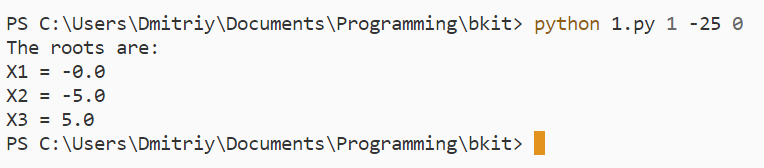 PS C:\Users\Dmitriy\Documents\Programming\bkit> python 1.py 1 -25 0
The roots are:
X1 = -0.0
X2 = -5.0
X3 = 5.0
PS C:\Users\Dmitriy\Documents\Programming\bkit>